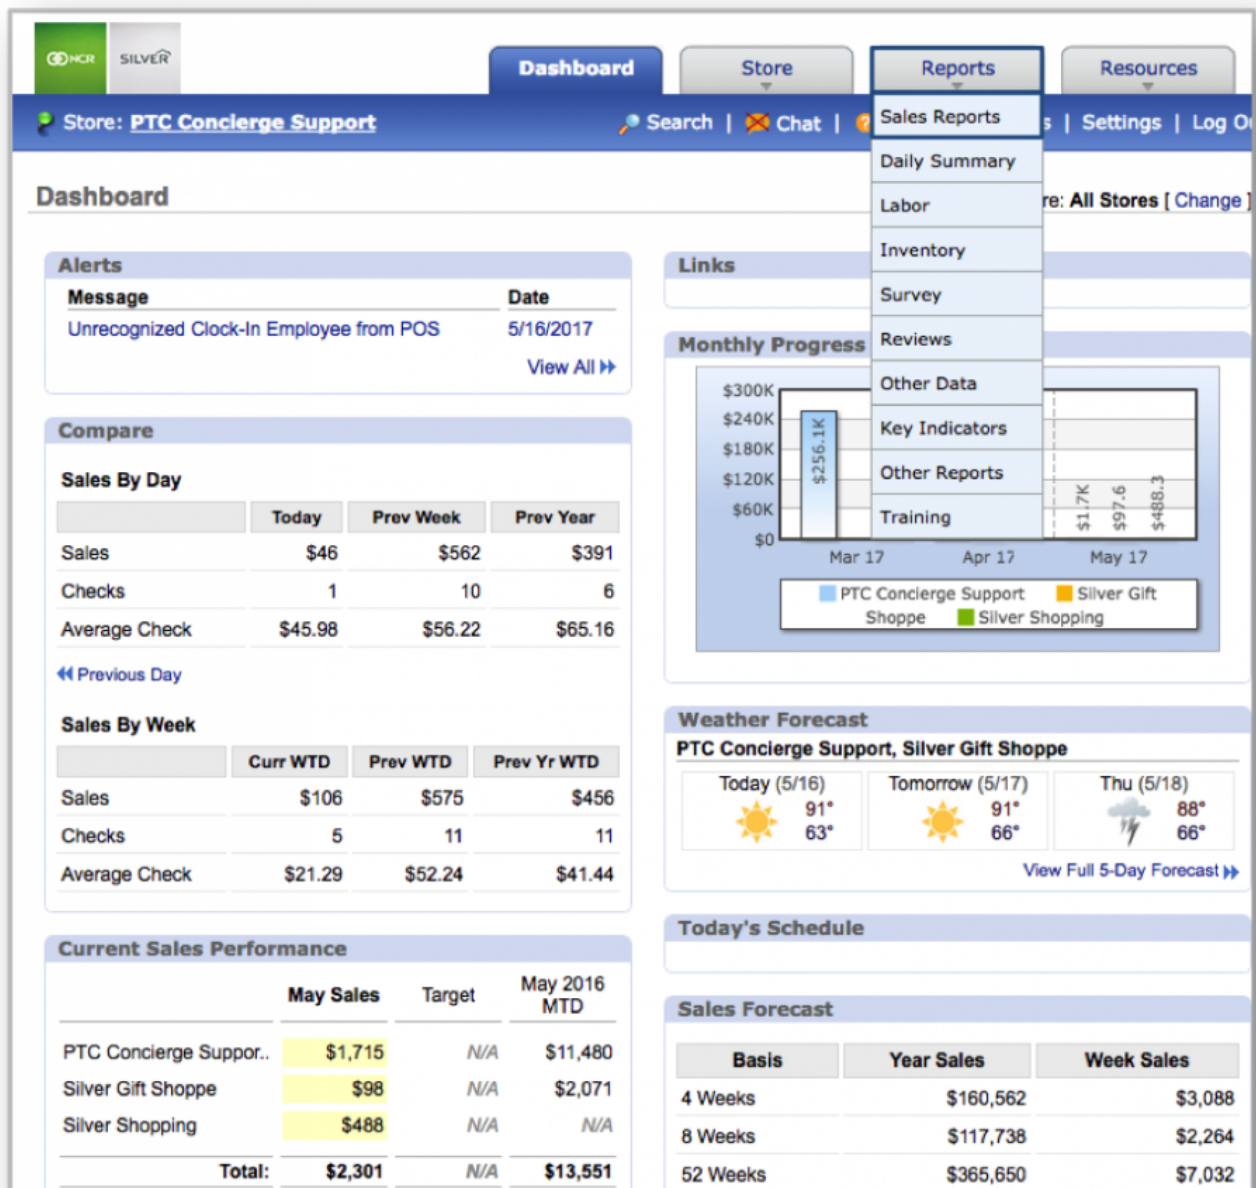 NCR SILVER
Dashboard Store Reports Resources
Store: PTC Concierge Support Search | Chat | s | Settings | Log O
Sales Reports
Daily Summary
Labor
Inventory
Survey
Reviews
Other Data
Key Indicators
Other Reports
Training
Dashboard
re: All Stores [ Change ]
Alerts
Message Date
Unrecognized Clock-In Employee from POS 5/16/2017
View All
Compare
Sales By Day
Today Prev Week Prev Year
Sales $46 $562 $391
Checks 1 10 6
Average Check $45.98 $56.22 $65.16
Previous Day
Sales By Week
Curr WTD Prev WTD Prev Yr WTD
Sales $106 $575 $456
Checks 5 11 11
Average Check $21.29 $52.24 $41.44
Current Sales Performance
May Sales Target May 2016
MTD
PTC Concierge Suppor.. $1,715 N/A $11,480
Silver Gift Shoppe $98 N/A $2,071
Silver Shopping $488 N/A N/A
Total: $2,301 N/A $13,551
Links
Monthly Progress
$300K
$240K
$180K
$120K
$60K
$0
$256.1K
$1.7K
$97.6
$488.3
Mar 17 Apr 17 May 17
PTC Concierge Support Silver Gift
Shoppe Silver Shopping
Weather Forecast
PTC Concierge Support, Silver Gift Shoppe
Today (5/16) Tomorrow (5/17) Thu (5/18)
91° 91° 88°
63° 66° 66°
View Full 5-Day Forecast
Today's Schedule
Sales Forecast
Basis Year Sales Week Sales
4 Weeks $160,562 $3,088
8 Weeks $117,738 $2,264
52 Weeks $365,650 $7,032